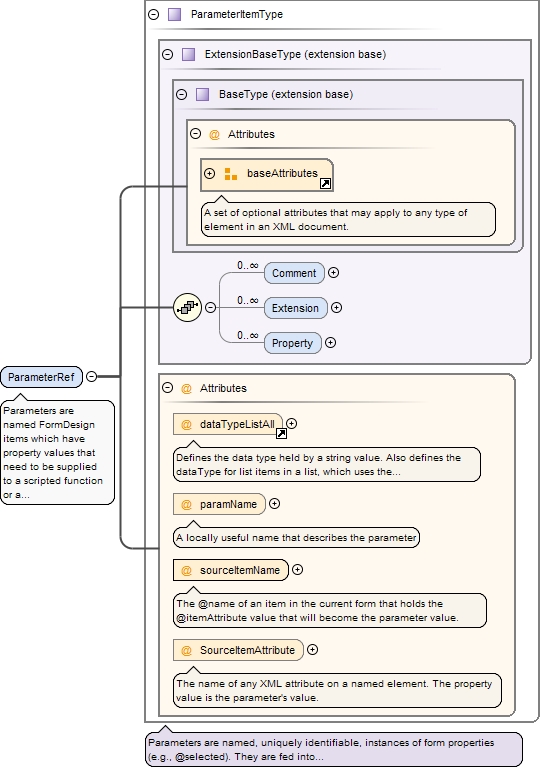 ParameterItemType
ExtensionBaseType (extension base)
BaseType (extension base)
@ Attributes
baseAttributes
A set of optional attributes that may apply to any type of
element in an XML document.
0..∞
Comment
0..∞
Extension
0..∞
Property
ParameterRef
Parameters are
named FormDesign
items which have
property values that
need to be supplied
to a scripted function
or a...
@ Attributes
@ dataTypeListAll
Defines the data type held by a string value. Also defines the
dataType for list items in a list, which uses the...
@ paramName
A locally useful name that describes the parameter
@ sourceItemName
The @name of an item in the current form that holds the
@itemAttribute value that will become the parameter value.
@ SourceItemAttribute
The name of any XML attribute on a named element. The property
value is the parameter's value.
Parameters are named, uniquely identifiable, instances of form properties
(e.g., @selected). They are fed into...